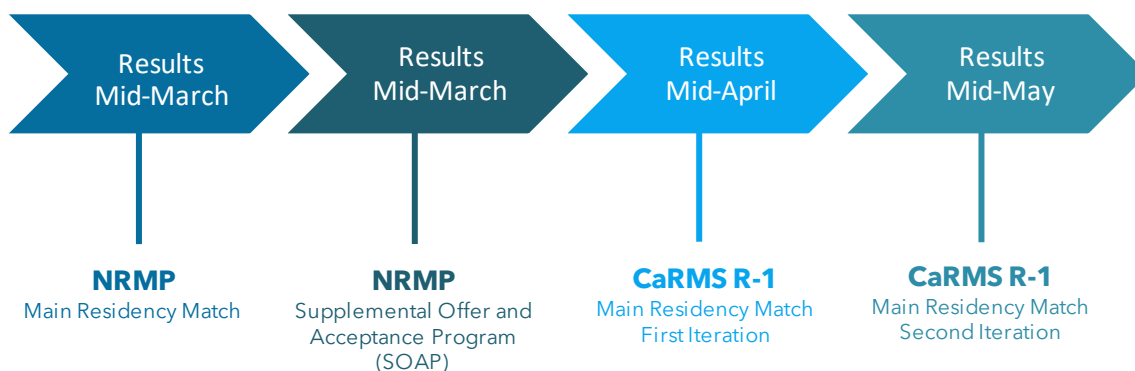 Results
Mid-March
Results
Mid-March
Results
Mid-April
Results
Mid-May
NRMP
Main Residency Match
NRMP
Supplemental Offer and
Acceptance Program
(SOAP)
CaRMS R-1
Main Residency Match
First Iteration
CaRMS R-1
Main Residency Match
Second Iteration